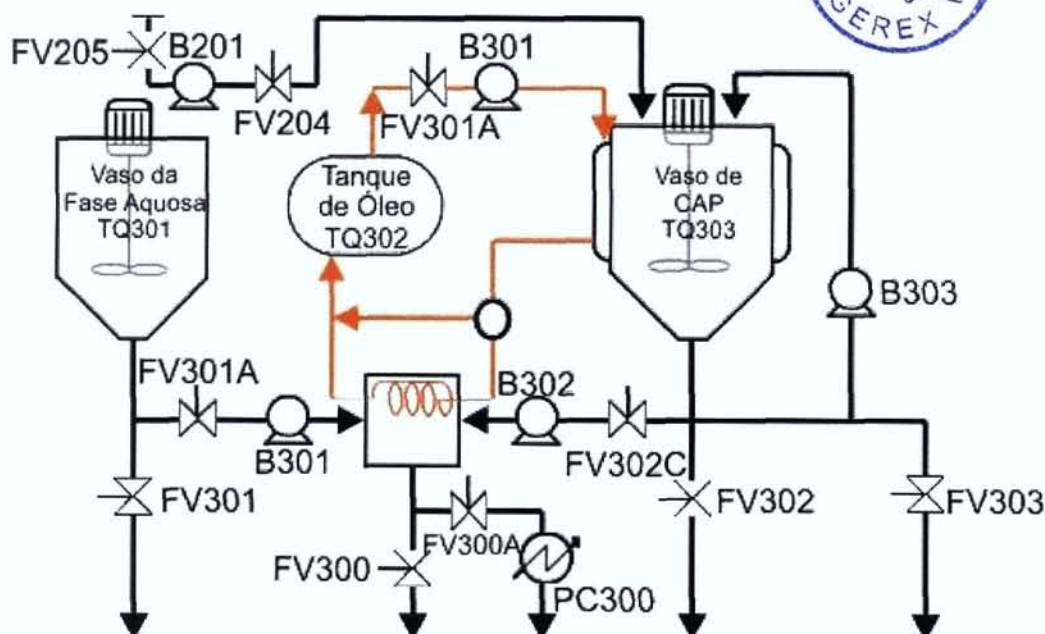 GEREX
FV205
B201
FV204
B301
FV301A
Vaso da
Fase Aquosa
TQ301
Tanque
de Óleo
TQ302
Vaso de
CAP
TQ303
B303
FV301A
B301
B302
FV302C
FV301
FV302
FV303
FV300
FV300A
PC300